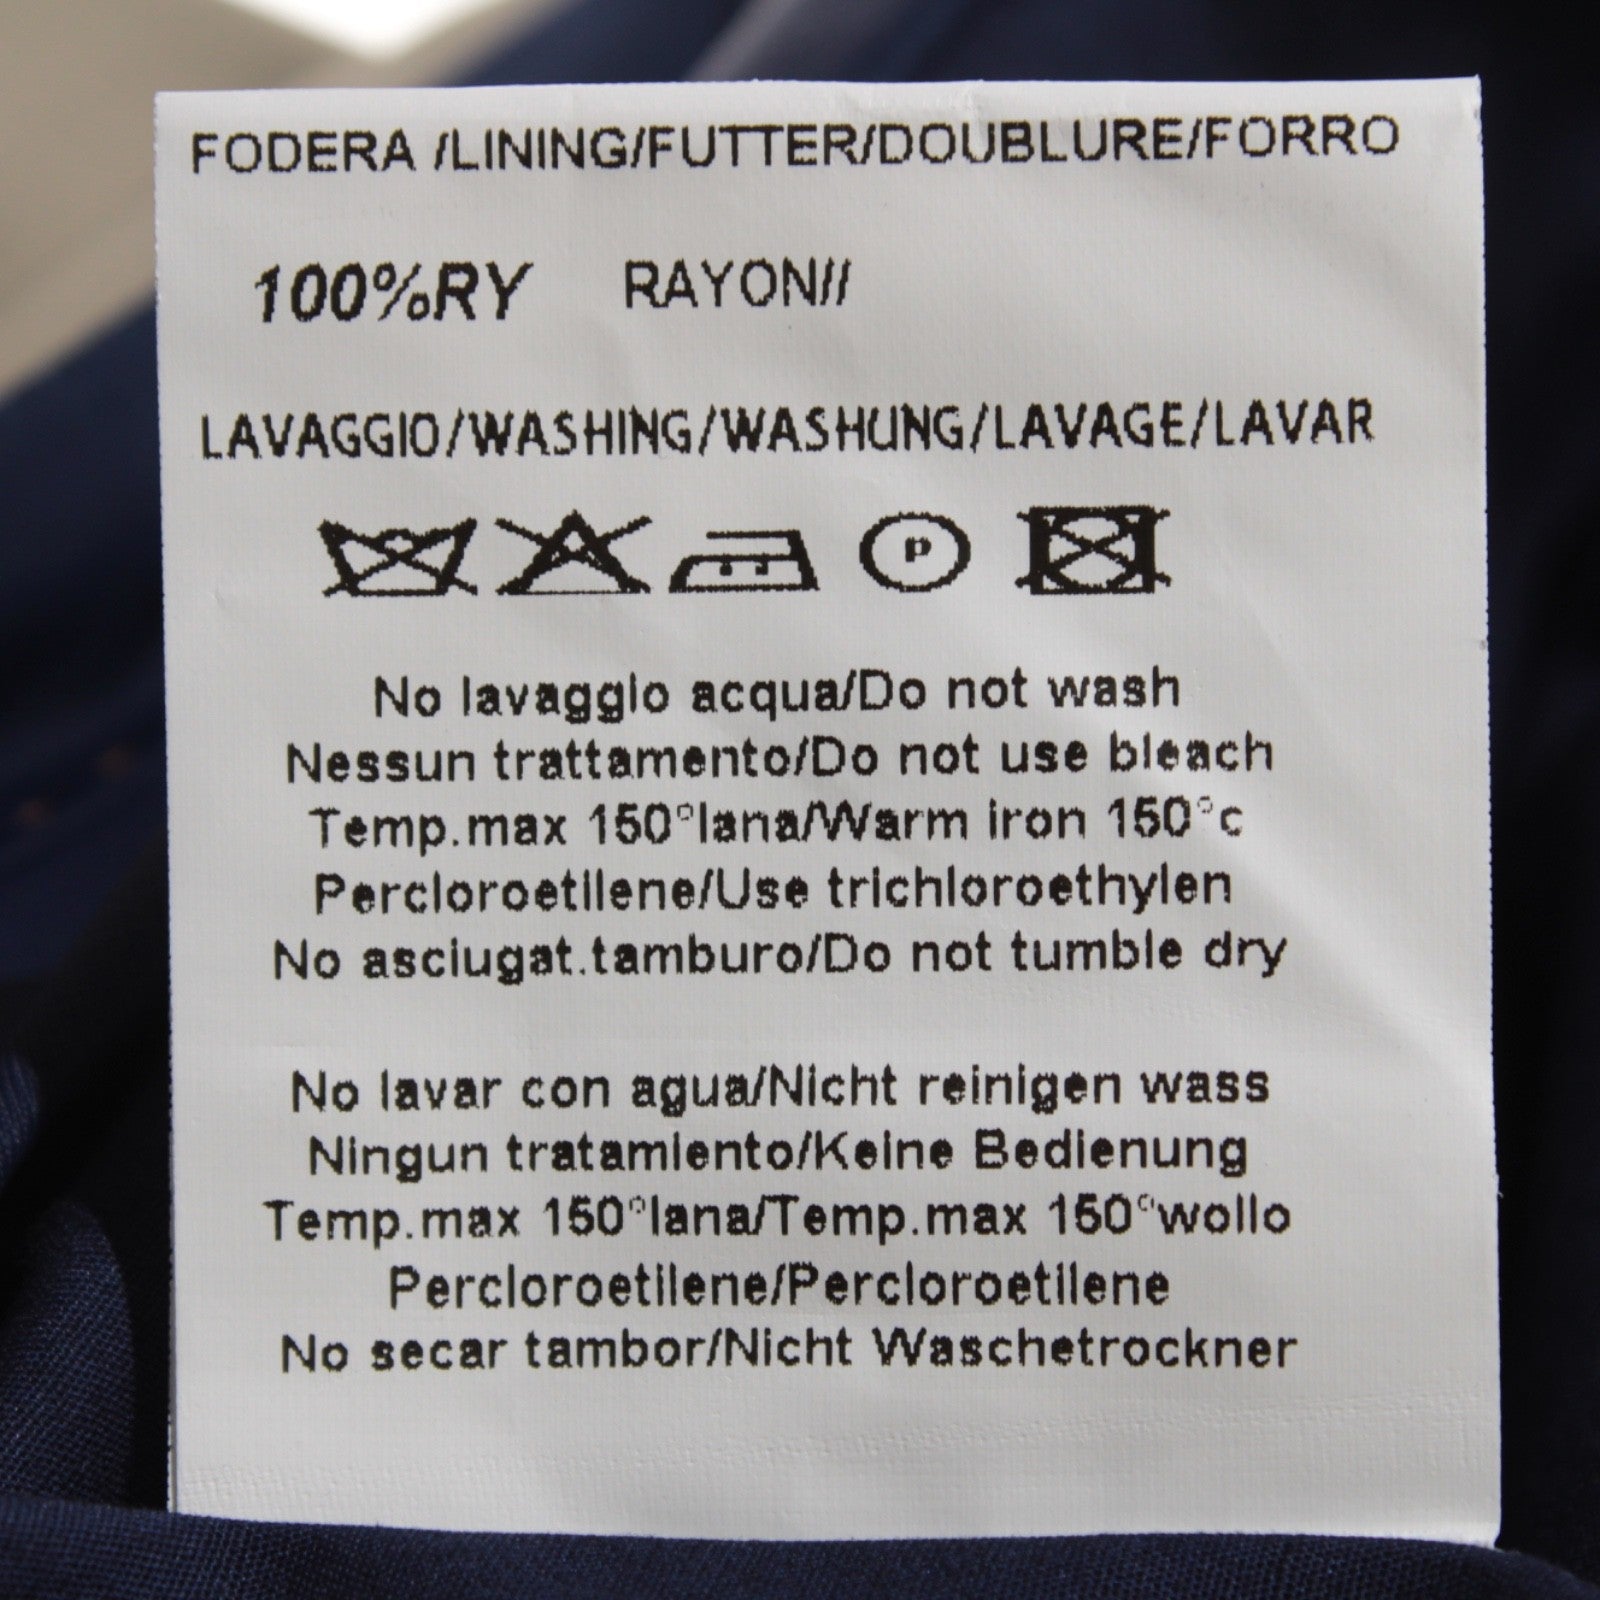 FODERA /LINING/FUTTER/DOUBLURE/FORRO
100%RY RAYON//
LAVAGGIO/WASHING/WASHUNG/LAVAGE/LAVAR
P
No lavaggio acqua/Do not wash
Nessun trattamento/Do not use bleach
Temp.max 150°lana/Warm iron 150°c
Percloroetilene/Use trichloroethylen
No asciugat.tamburo/Do not tumble dry
No lavar con agua/Nicht reinigen wass
Ningun tratamiento/Keine Bedienung
Temp.max 150°lana/Temp.max 150°wollo
Percloroetilene/Percloroetilene
No secar tambor/Nicht Waschetrockner